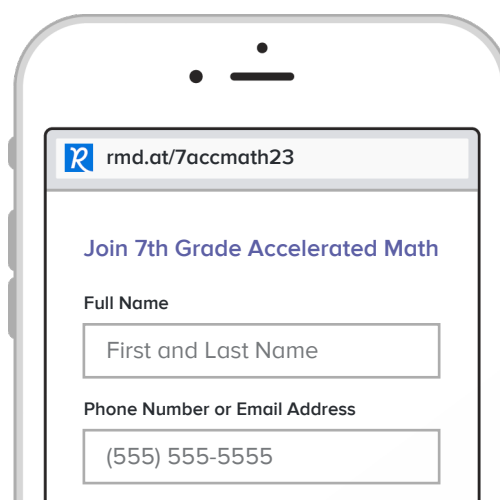 rmd.at/7accmath23
Join 7th Grade Accelerated Math
Full Name
First and Last Name
Phone Number or Email Address
(555) 555-5555